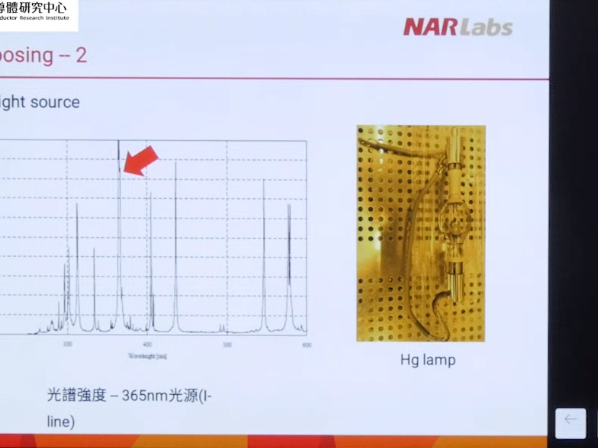 導體研究中心
ductor Research Institute
NARLabs
posing -- 2
ight source
300
400
500
600
Wavelength (nm)
Hg lamp
光譜強度 -- 365nm光源(I-
line)